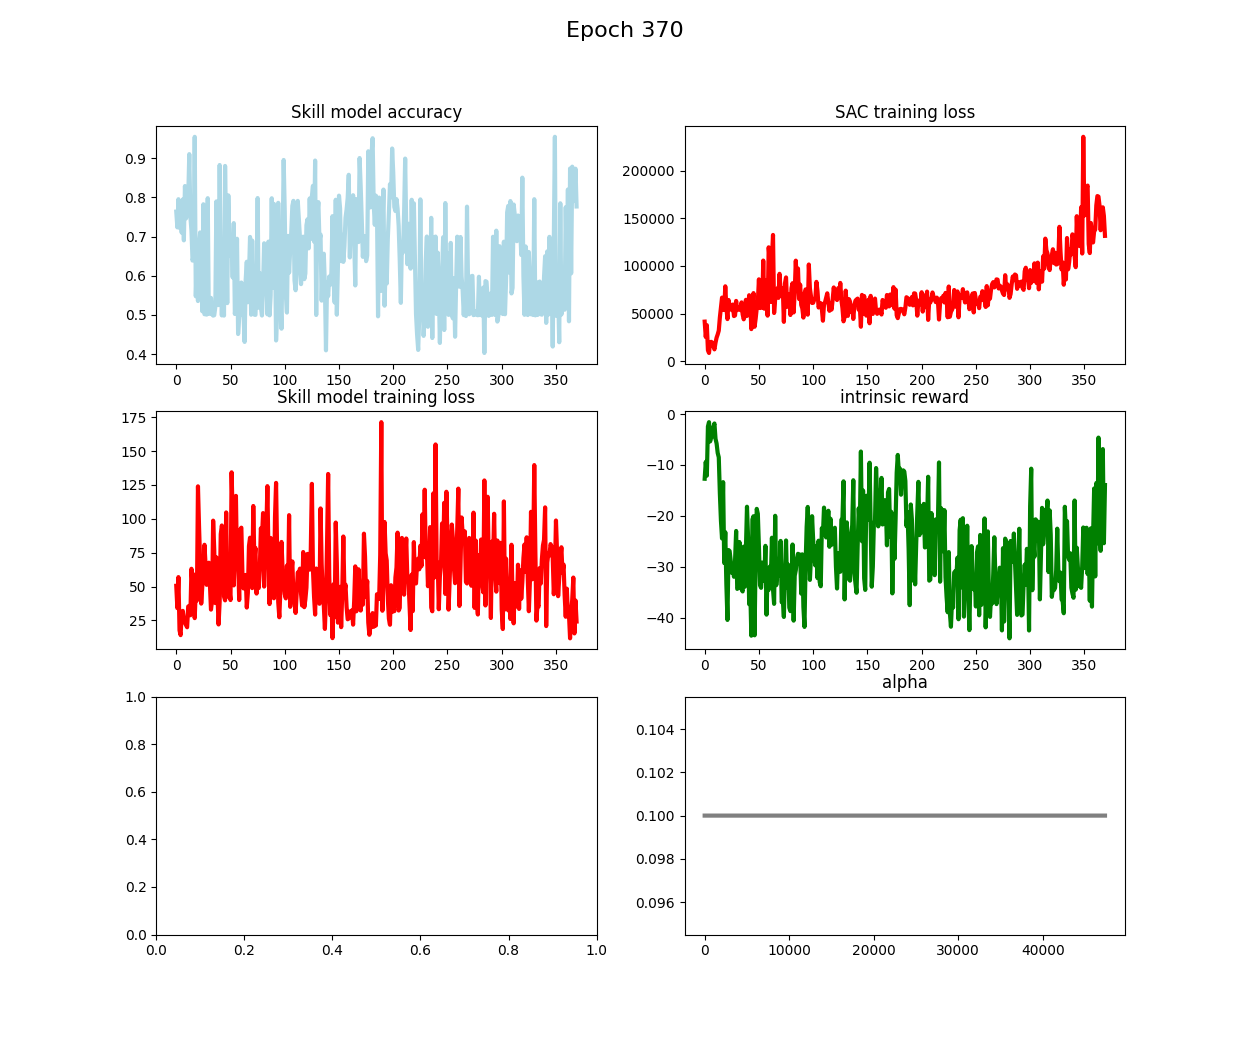 Epoch 370
Skill model accuracy
0.9
0.8
0.7
0.6
0.5
0.4
0 50 100 150 200 250 300 350
SAC training loss
200000
150000
100000
50000
0
0 50 100 150 200 250 300 350
Skill model training loss
175
150
125
100
75
50
25
0 50 100 150 200 250 300 350
intrinsic reward
0
−10
−20
−30
−40
0 50 100 150 200 250 300 350
1.0
0.8
0.6
0.4
0.2
0.0
0.0 0.2 0.4 0.6 0.8 1.0
alpha
0.104
0.102
0.100
0.098
0.096
0 10000 20000 30000 40000